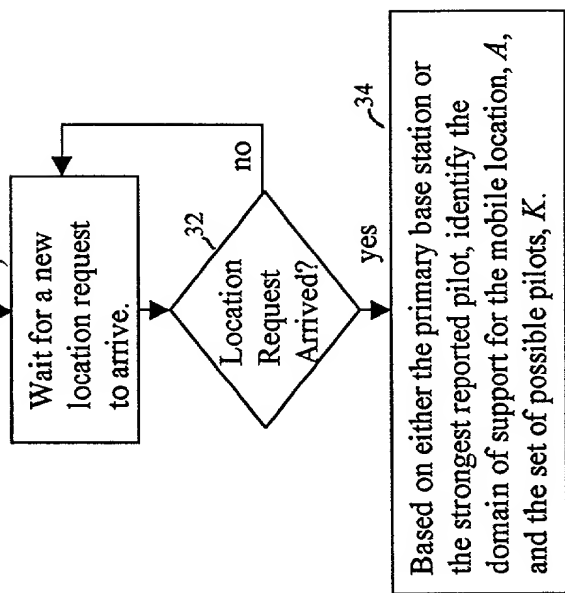 Wait for a new
location request
to arrive.
32
Location
Request
Arrived?
no
yes
34
Based on either the primary base station or
the strongest reported pilot, identify the
domain of support for the mobile location, A,
and the set of possible pilots, K.